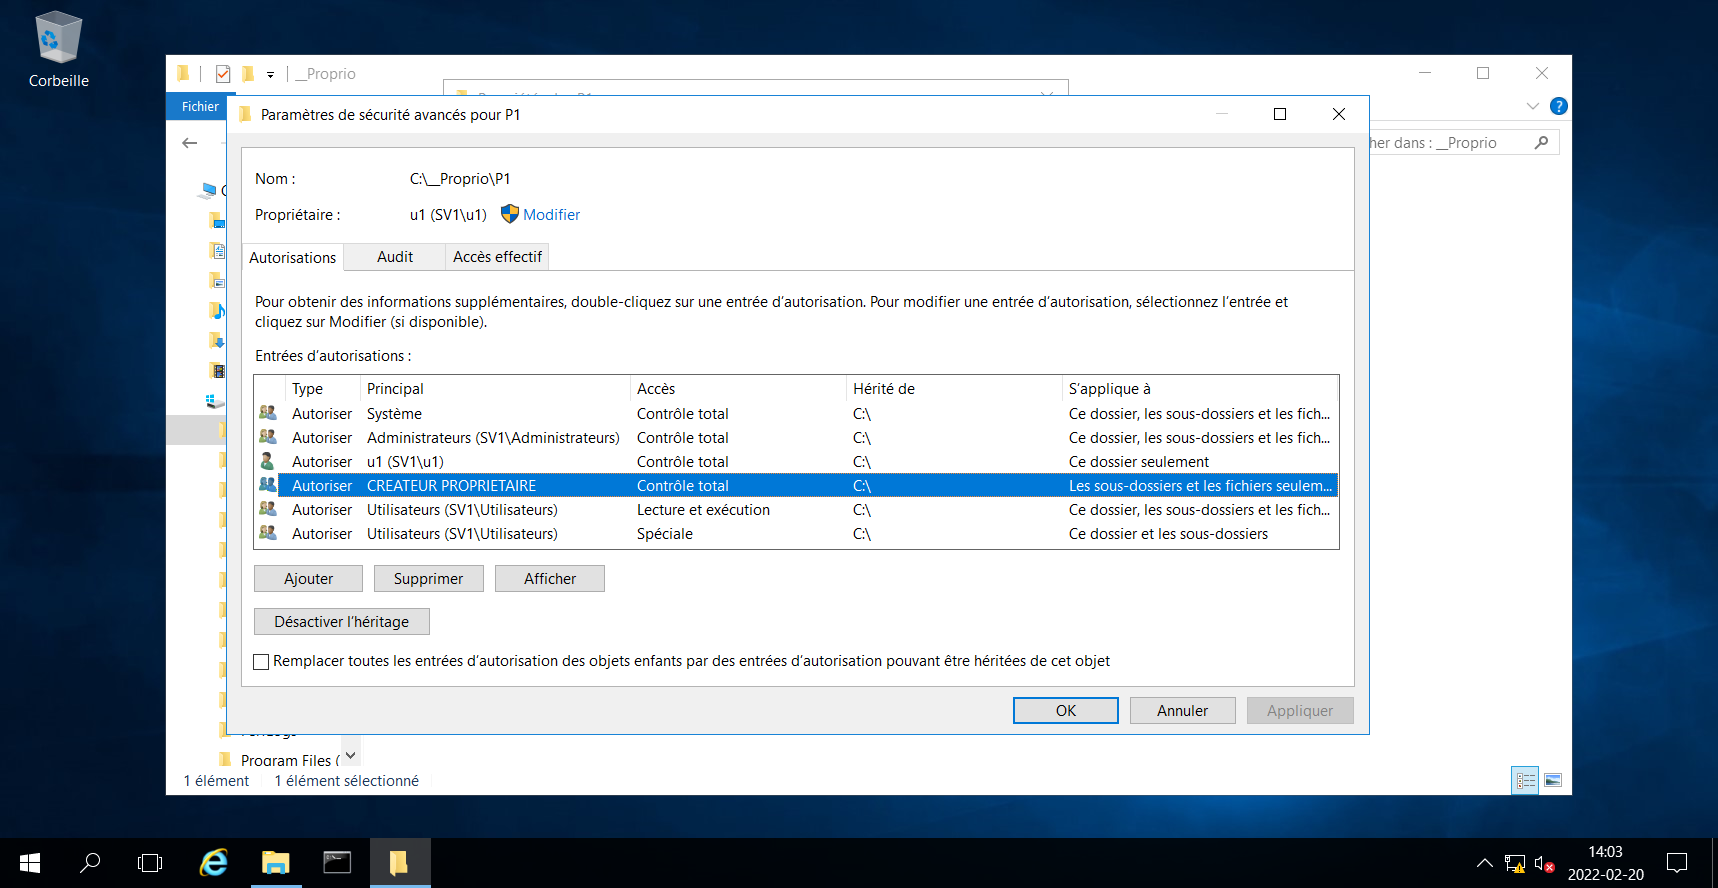 Corbeille
__Proprio
Fichier
Paramètres de sécurité avancés pour P1
her dans : __Proprio
Nom :
C:\__Proprio\P1
Propriétaire :
u1 (SV1\u1)
Modifier
Autorisations
Audit
Accès effectif
Pour obtenir des informations supplémentaires, double-cliquez sur une entrée d’autorisation. Pour modifier une entrée d’autorisation, sélectionnez l’entrée et
cliquez sur Modifier (si disponible).
Entrées d’autorisations :
Type Principal Accès Hérité de S’applique à
Autoriser Système Contrôle total C:\ Ce dossier, les sous-dossiers et les fich...
Autoriser Administrateurs (SV1\Administrateurs) Contrôle total C:\ Ce dossier, les sous-dossiers et les fich...
Autoriser u1 (SV1\u1) Contrôle total C:\ Ce dossier seulement
Autoriser CREATEUR PROPRIETAIRE Contrôle total C:\ Les sous-dossiers et les fichiers seulem...
Autoriser Utilisateurs (SV1\Utilisateurs) Lecture et exécution C:\ Ce dossier, les sous-dossiers et les fich...
Autoriser Utilisateurs (SV1\Utilisateurs) Spéciale C:\ Ce dossier et les sous-dossiers
Ajouter
Supprimer
Afficher
Désactiver l’héritage
Remplacer toutes les entrées d’autorisation des objets enfants par des entrées d’autorisation pouvant être héritées de cet objet
OK
Annuler
Appliquer
Program Files (
1 élément
1 élément sélectionné
14:03
2022-02-20